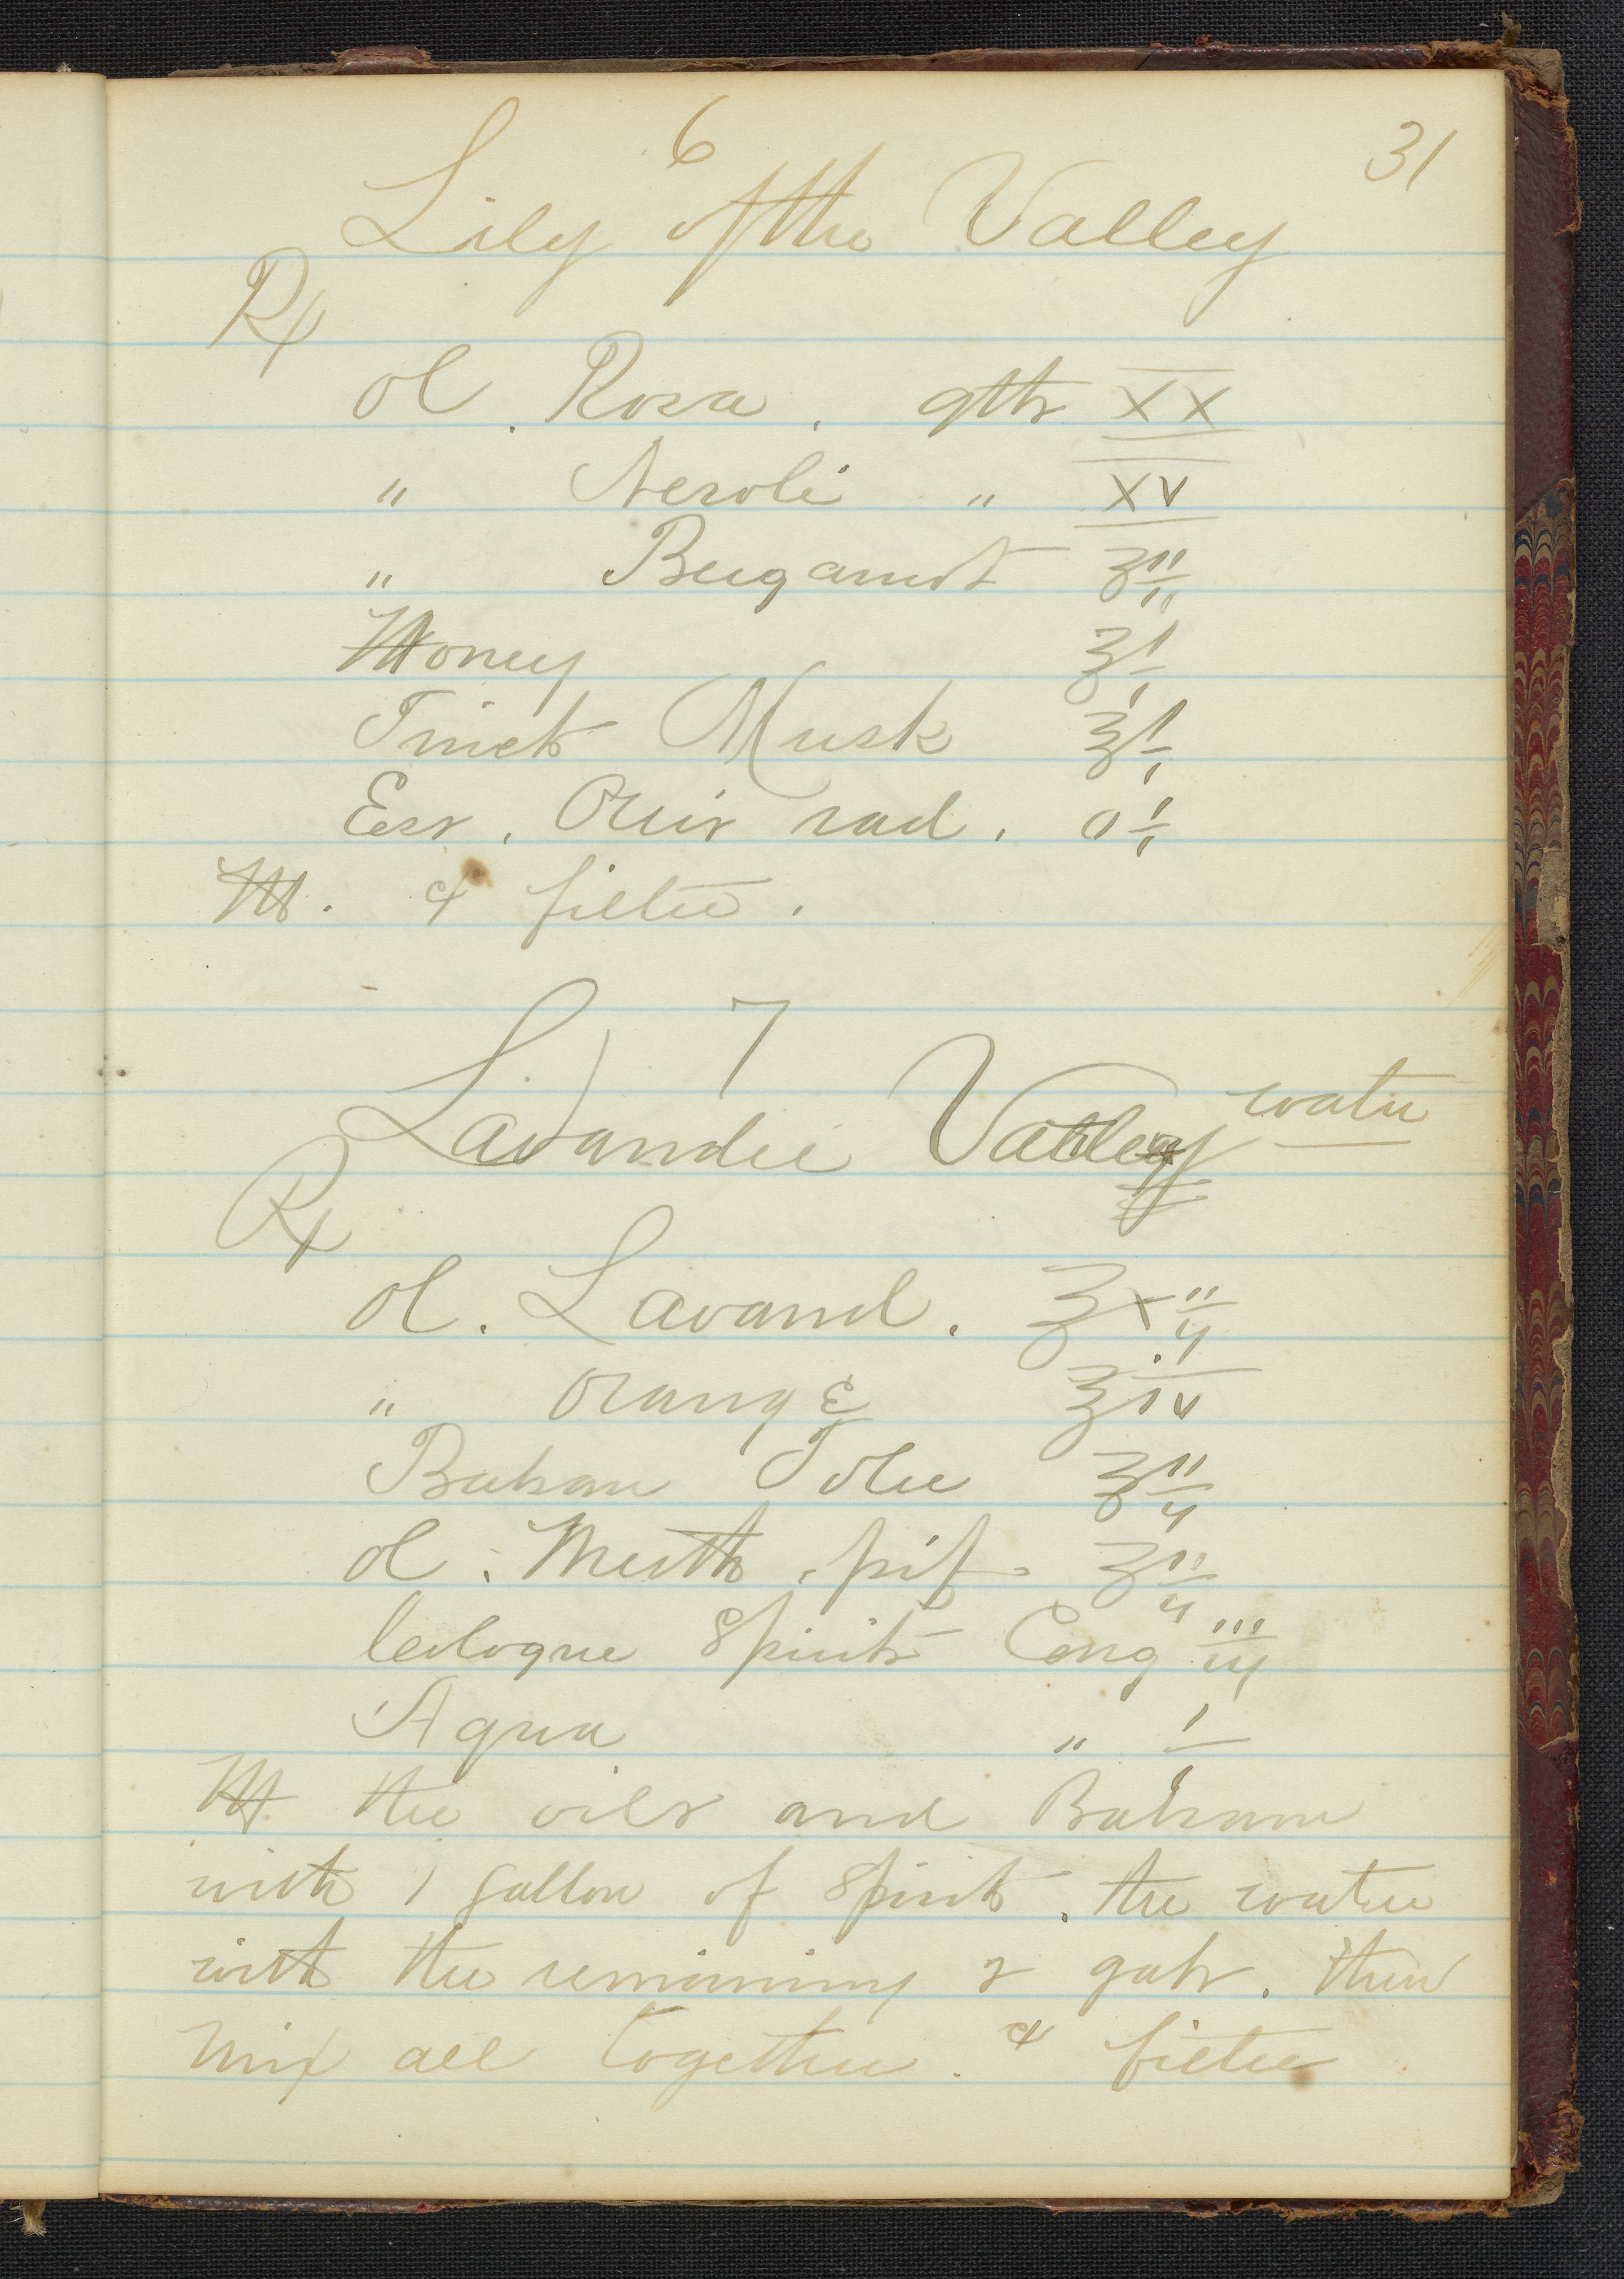 6
31
Lily of the Valley
Rx
Ol. Rosa. gtts XX
" Neroli " XV
" Bergamot ℥ii
Honey ℥i
Tinct Musk ℥i
Ess. Orris rad. Oi
M. & filter.
7
Lavander Valley water
Rx
Ol. Lavand. ℥xii
" Orange ℥iv
Balsam Tolu ℥ii
Ol. Menth. pip. ℥ii
Cologne Spirits Cong iii
Aqua " i
M the oils and Balsam
with 1 gallon of Spirits. the water
with the remaining 2 gals. then
mix all together. & filter